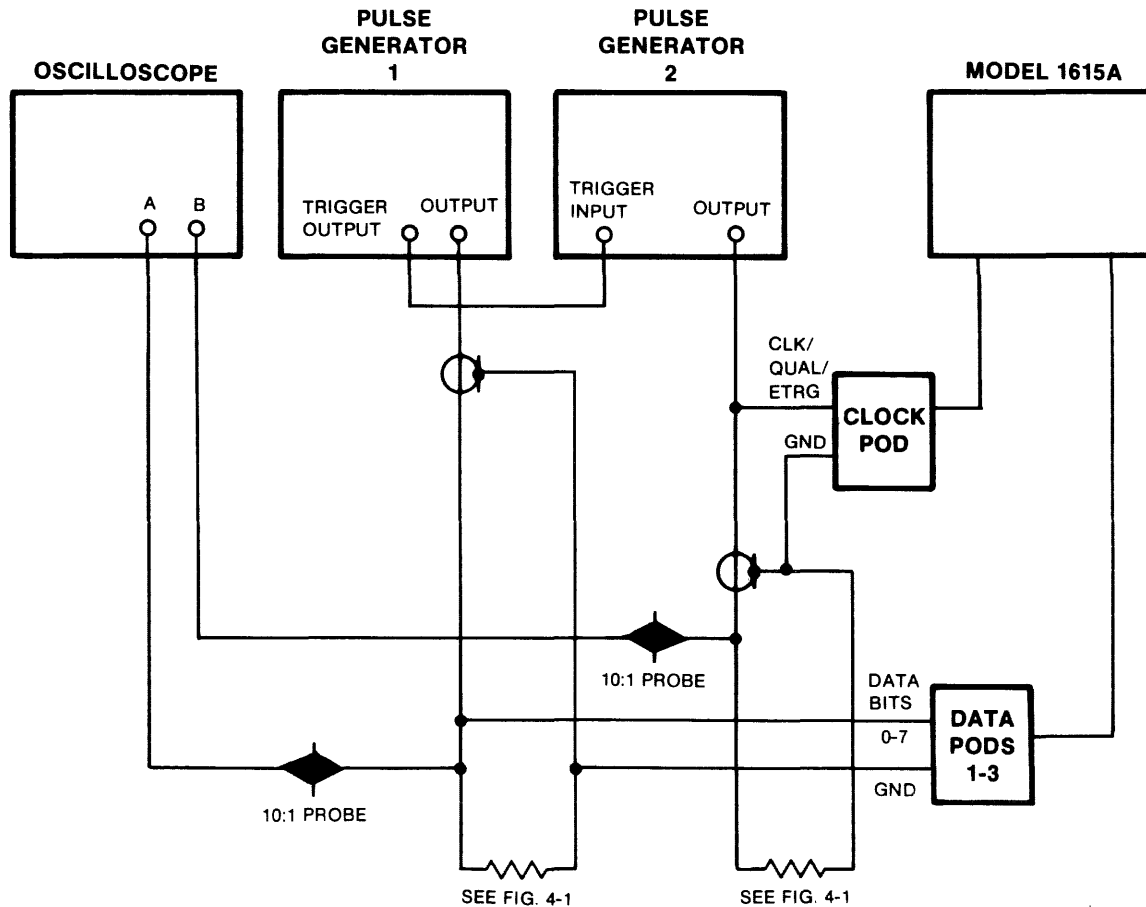 PULSE
GENERATOR
1
PULSE
GENERATOR
2
OSCILLOSCOPE
MODEL 1615A
A
B
TRIGGER
OUTPUT
OUTPUT
TRIGGER
INPUT
OUTPUT
CLK/
QUAL/
ETRG
GND
CLOCK
POD
10:1 PROBE
DATA
BITS
0-7
GND
DATA
PODS
1-3
10:1 PROBE
SEE FIG. 4-1
SEE FIG. 4-1